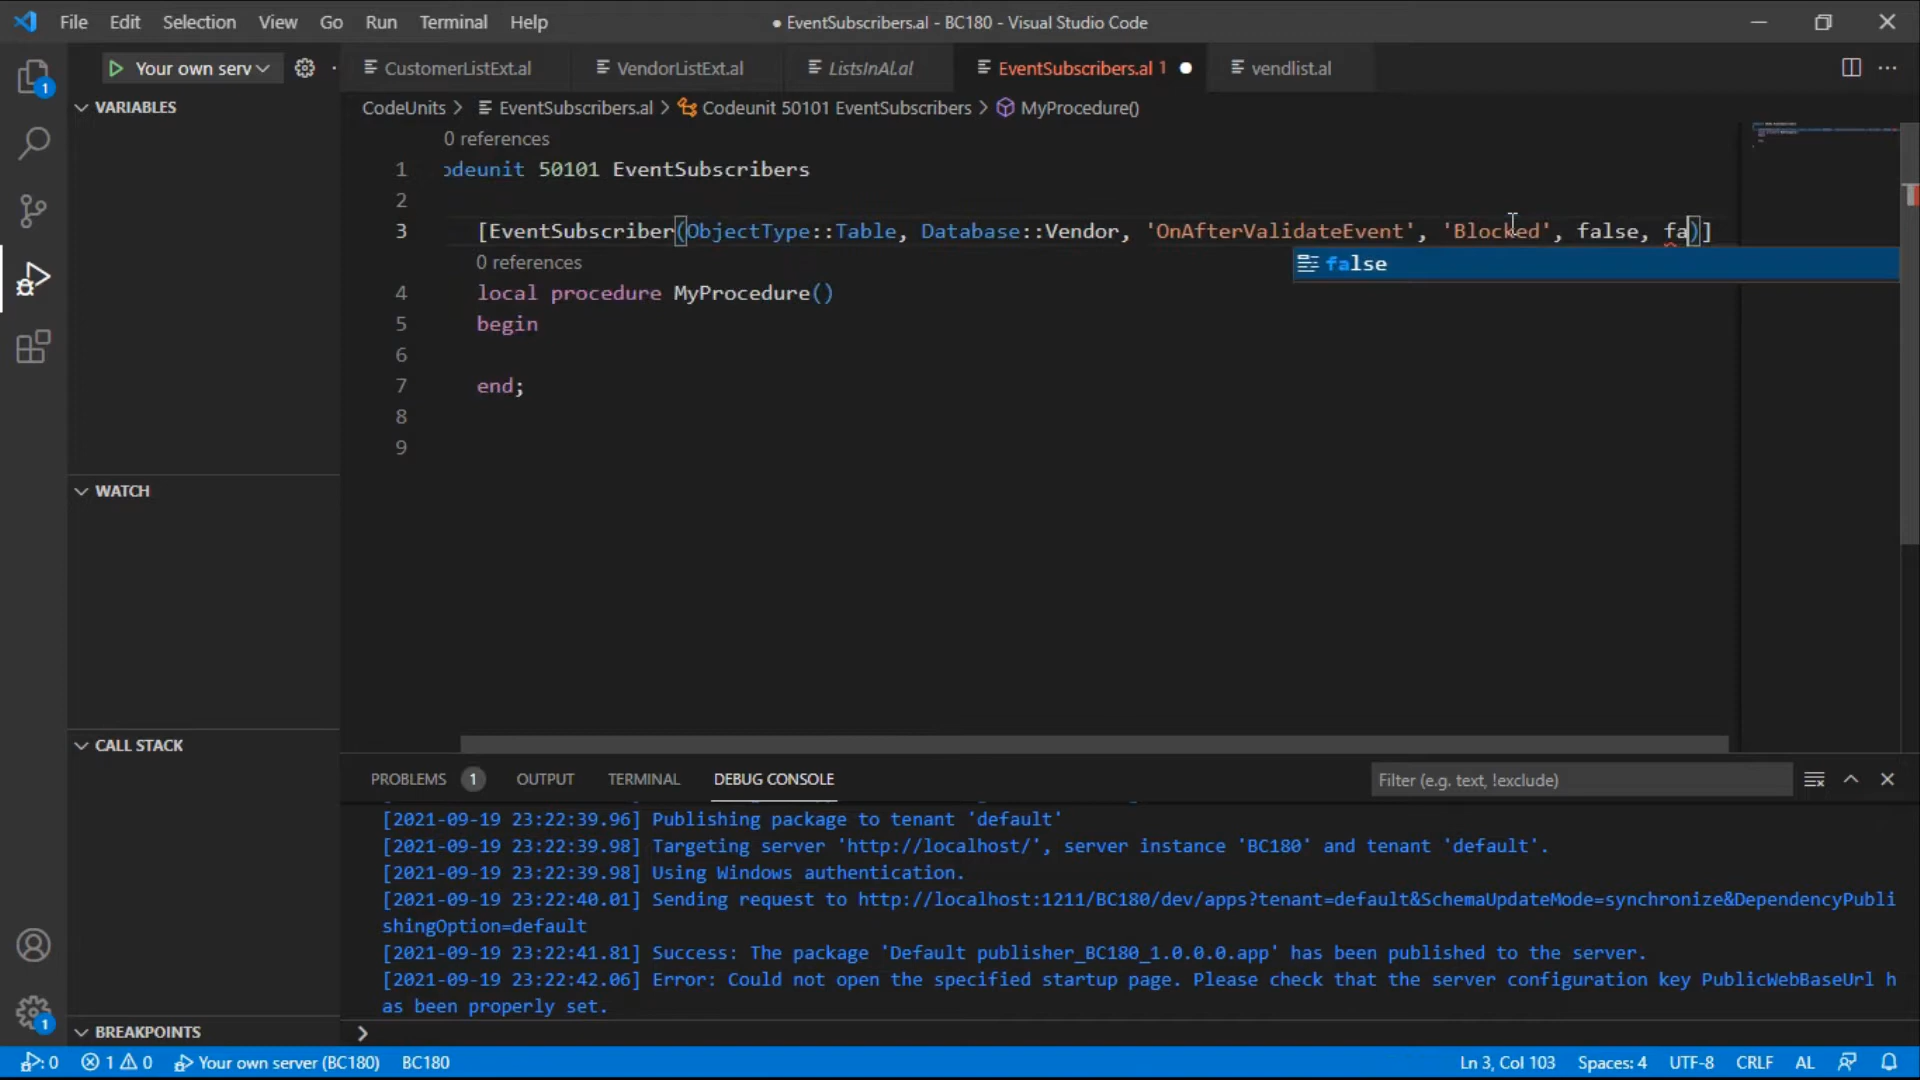 File Edit Selection View Go Run Terminal Help
● EventSubscribers.al - BC180 - Visual Studio Code
Your own serv
CustomerListExt.al
VendorListExt.al
ListsInAl.al
EventSubscribers.al 1
vendlist.al
VARIABLES
CodeUnits > EventSubscribers.al > Codeunit 50101 EventSubscribers > MyProcedure()
0 references
1 odeunit 50101 EventSubscribers
2
3 [EventSubscriber(ObjectType::Table, Database::Vendor, 'OnAfterValidateEvent', 'Blocked', false, fa)]
false
0 references
4 local procedure MyProcedure()
5 begin
6
7 end;
8
9
WATCH
CALL STACK
BREAKPOINTS
PROBLEMS 1 OUTPUT TERMINAL DEBUG CONSOLE
Filter (e.g. text, !exclude)
[2021-09-19 23:22:39.96] Publishing package to tenant 'default'
[2021-09-19 23:22:39.98] Targeting server 'http://localhost/', server instance 'BC180' and tenant 'default'.
[2021-09-19 23:22:39.98] Using Windows authentication.
[2021-09-19 23:22:40.01] Sending request to http://localhost:1211/BC180/dev/apps?tenant=default&SchemaUpdateMode=synchronize&DependencyPubli
shingOption=default
[2021-09-19 23:22:41.81] Success: The package 'Default publisher_BC180_1.0.0.0.app' has been published to the server.
[2021-09-19 23:22:42.06] Error: Could not open the specified startup page. Please check that the server configuration key PublicWebBaseUrl h
as been properly set.
1
1
: 0 1 0 Your own server (BC180) BC180
Ln 3, Col 103 Spaces: 4 UTF-8 CRLF AL